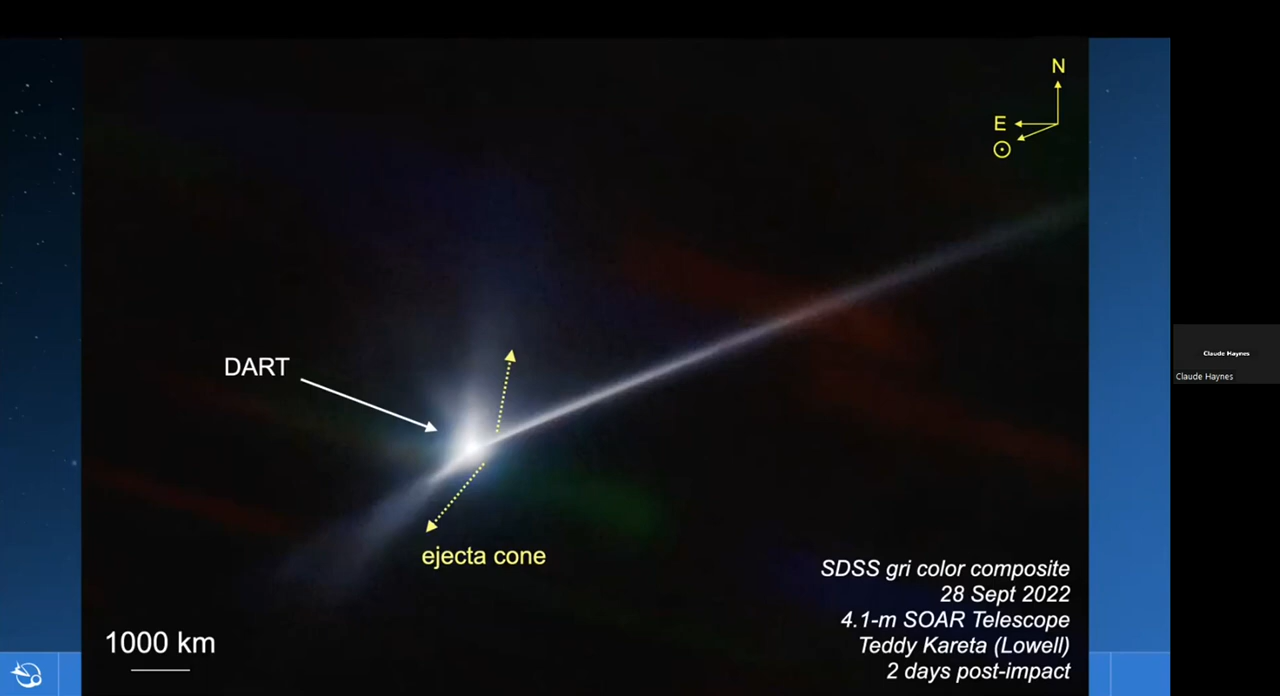 N
E
DART
ejecta cone
1000 km
SDSS gri color composite
28 Sept 2022
4.1-m SOAR Telescope
Teddy Kareta (Lowell)
2 days post-impact
Claude Haynes
Claude Haynes